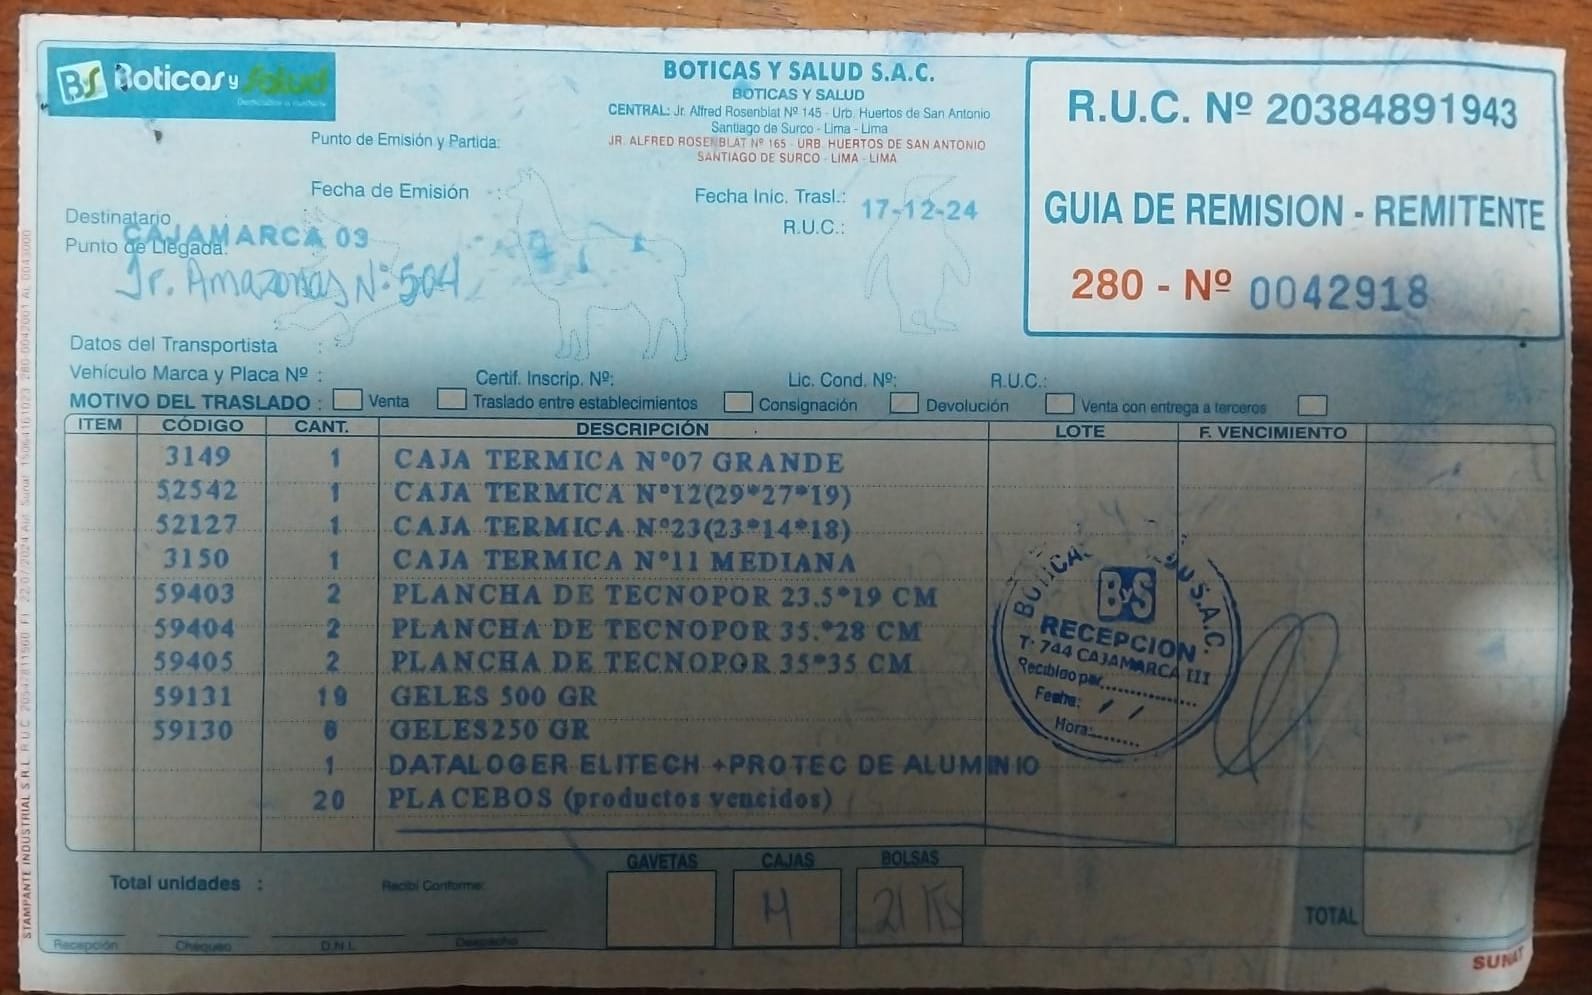 BS Boticas y Salud
BOTICAS Y SALUD S.A.C.
BOTICAS Y SALUD
CENTRAL: Jr. Alfred Rosenblat Nº 145 - Urb. Huertos de San Antonio
Santiago de Surco - Lima - Lima
JR. ALFRED ROSENBLAT Nº 165 - URB. HUERTOS DE SAN ANTONIO
SANTIAGO DE SURCO - LIMA - LIMA
R.U.C. Nº 20384891943
GUIA DE REMISION - REMITENTE
280 - Nº 0042918
Punto de Emisión y Partida:
Fecha de Emisión :
Fecha Inic. Trasl.: 17-12-24
R.U.C.:
Destinatario
CAJAMARCA 03
Punto de Llegada:
Jr. Amazonas Nº 504
Datos del Transportista :
Vehículo Marca y Placa Nº : Certif. Inscrip. Nº: Lic. Cond. Nº: R.U.C.:
MOTIVO DEL TRASLADO : Venta Traslado entre establecimientos Consignación Devolución Venta con entrega a terceros
ITEM CÓDIGO CANT. DESCRIPCIÓN LOTE F. VENCIMIENTO
3149 1 CAJA TERMICA Nº07 GRANDE
52542 1 CAJA TERMICA Nº12(29*27*19)
52127 1 CAJA TERMICA Nº23(23*14*18)
3150 1 CAJA TERMICA Nº11 MEDIANA
59403 2 PLANCHA DE TECNOPOR 23.5*19 CM
59404 2 PLANCHA DE TECNOPOR 35.*28 CM
59405 2 PLANCHA DE TECNOPOR 35*35 CM
59131 GELES 500 GR
59130 GELES250 GR
1 DATALOGER ELITECH +PROTEC DE ALUMINIO
20 PLACEBOS (productos vencidos)
BOTICAS S.A.C.
ByS
RECEPCION
T- 744 CAJAMARCA III
Recibido por
Fecha: / /
Hora:
GAVETAS CAJAS BOLSAS
Total unidades : Recibí Conforme:
TOTAL
Recepción Chequeo D.N.I. Despacho
SUNAT